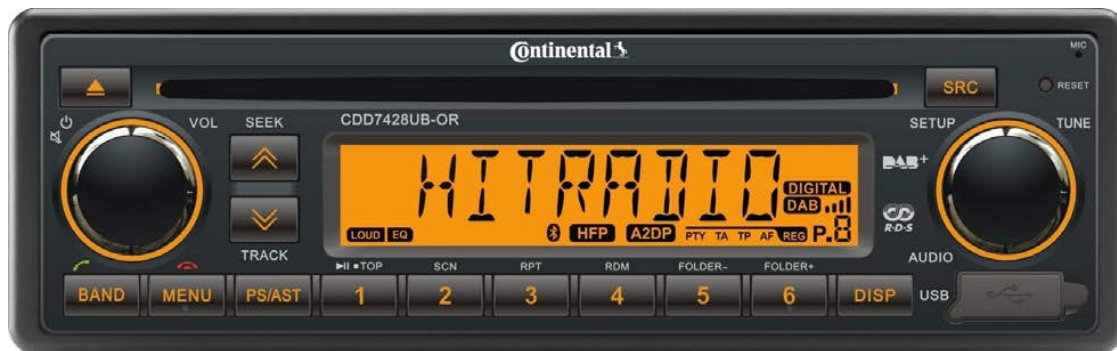 Continental
MIC
SRC
RESET
VOL
SEEK
CDD7428UB-OR
SETUP
TUNE
HITRADIO
DIGITAL
DAB
DAB+
R·D·S
LOUD EQ
HFP A2DP PTY TA TP AF REG P.8
TRACK
AUDIO
TOP SCN RPT RDM FOLDER- FOLDER+
BAND MENU PS/AST 1 2 3 4 5 6 DISP USB